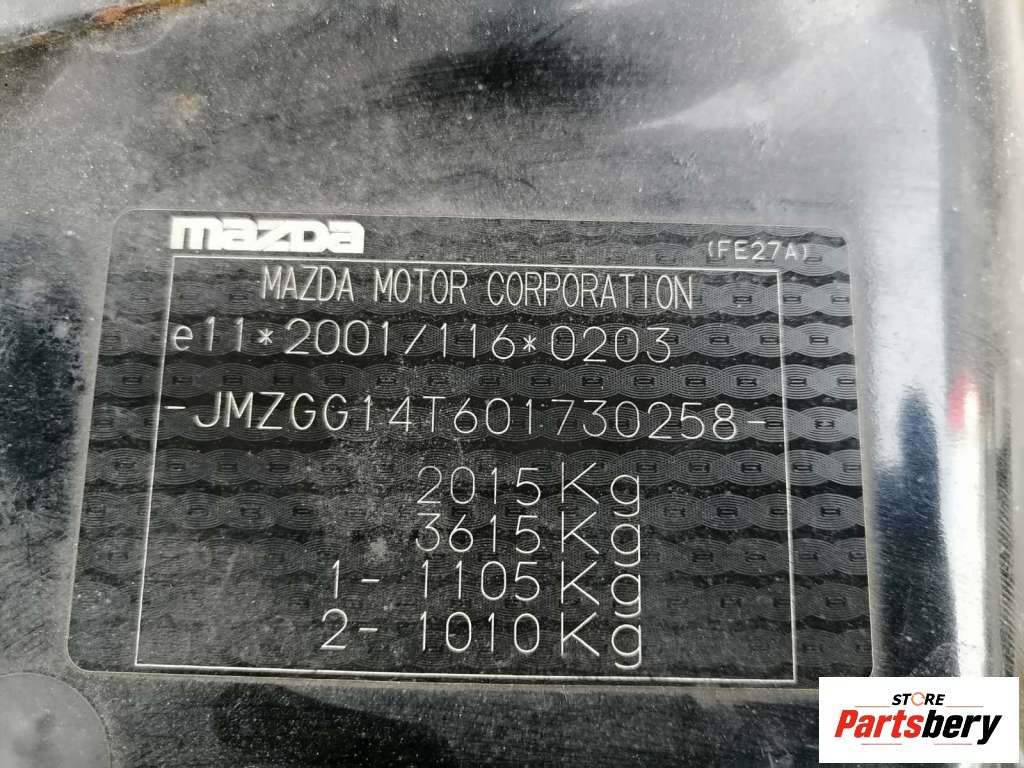 mazda
(FE27A)
MAZDA MOTOR CORPORATION
e11*2001/116*0203
-JMZGG14T601730258-
2015Kg
3615Kg
1- 1105Kg
2- 1010Kg
STORE
Partsbery